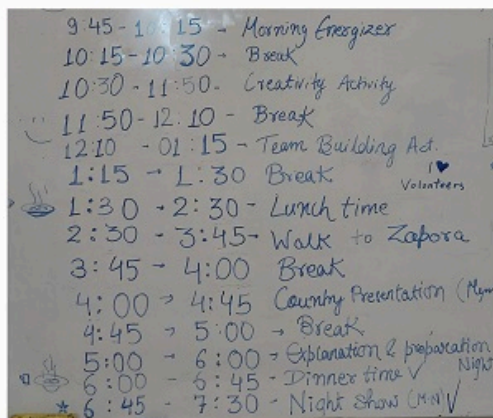 9:45 - 10:15 - Morning Energizer
10:15 - 10:30 - Break
10:30 - 11:50 - Creativity Activity
11:50 - 12:10 - Break
12:10 - 01:15 - Team Building Act.
1:15 - 1:30 Break
I ♥
Volunteers
1:30 - 2:30 - Lunch time
2:30 - 3:45 - Walk to Zapora
3:45 - 4:00 Break
4:00 - 4:45 Country Presentation
4:45 - 5:00 → Break
5:00 - 6:00 - Explanation & preparation
Night
6:00 - 6:45 - Dinner time ✓
6:45 - 7:30 - Night Show (M.N) ✓